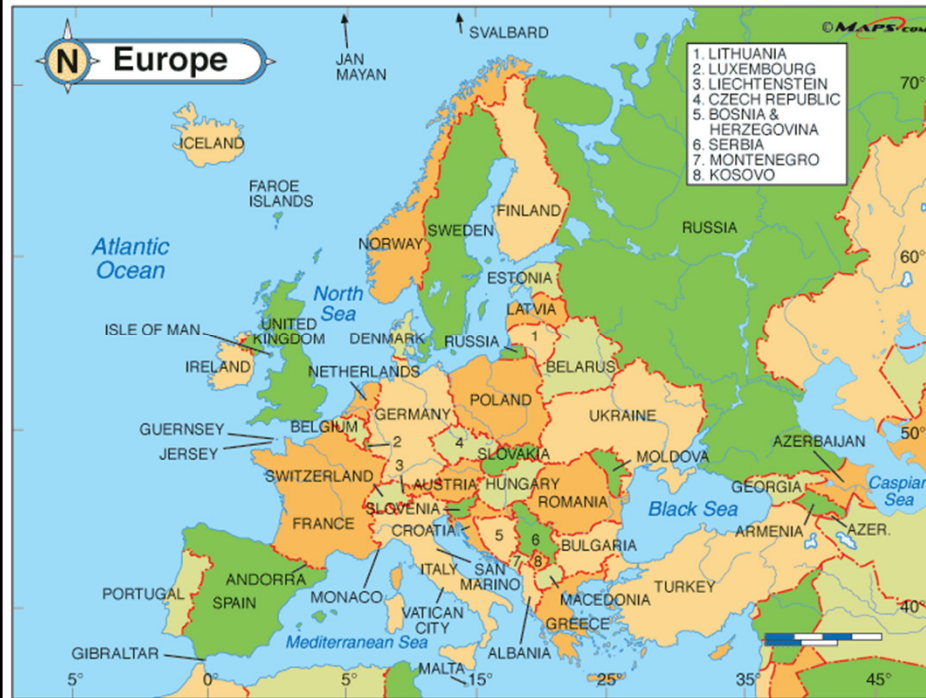 SVALBARD
JAN
MAYAN
©MAPS.COM
N Europe
1. LITHUANIA
2. LUXEMBOURG
3. LIECHTENSTEIN
4. CZECH REPUBLIC
5. BOSNIA &
HERZEGOVINA
6. SERBIA
7. MONTENEGRO
8. KOSOVO
70°
ICELAND
FAROE
ISLANDS
FINLAND
RUSSIA
NORWAY
SWEDEN
Atlantic
Ocean
60°
ESTONIA
North
Sea
LATVIA
ISLE OF MAN
UNITED
KINGDOM
DENMARK
RUSSIA
1
IRELAND
NETHERLANDS
BELARUS
POLAND
GERMANY
UKRAINE
GUERNSEY
BELGIUM
JERSEY
2
4
50°
AZERBAIJAN
SLOVAKIA
MOLDOVA
3
SWITZERLAND
AUSTRIA
HUNGARY
GEORGIA
Caspian
Sea
ROMANIA
SLOVENIA
Black Sea
FRANCE
CROATIA
5
6
ARMENIA
AZER.
BULGARIA
7
8
ITALY
SAN
MARINO
ANDORRA
TURKEY
PORTUGAL
SPAIN
MONACO
MACEDONIA
40°
VATICAN
CITY
GREECE
Mediterranean Sea
GIBRALTAR
ALBANIA
MALTA
5°
0°
5°
15°
25°
35°
45°